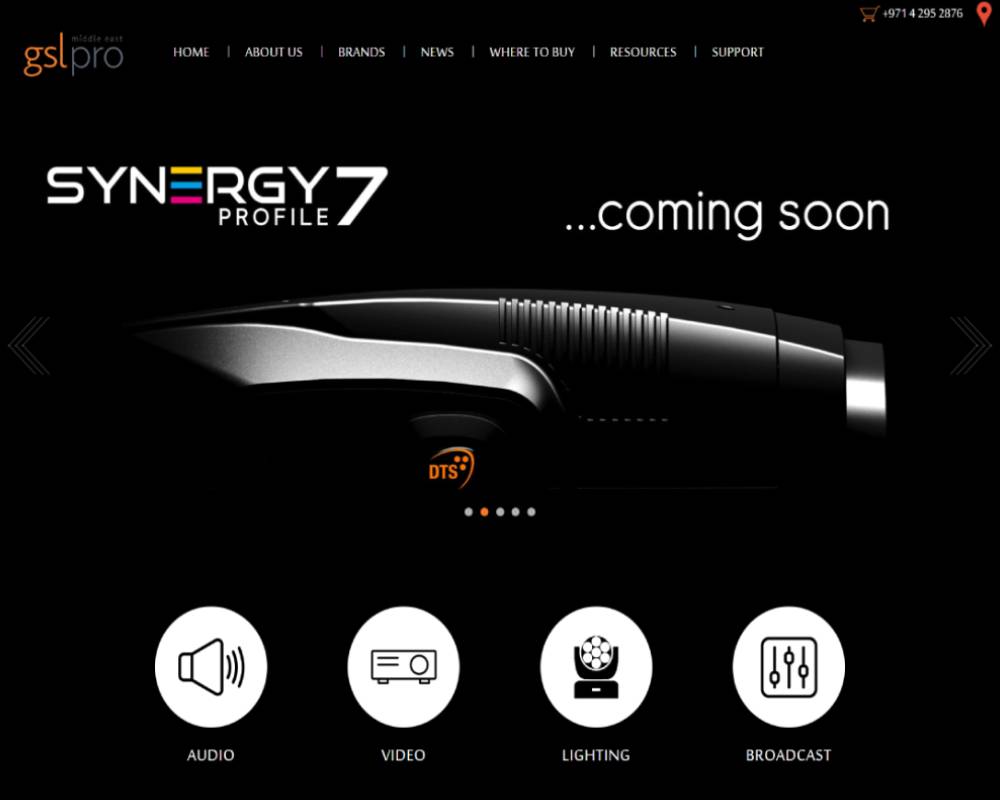 +971 4 295 2876
middle east
gslpro
HOME | ABOUT US | BRANDS | NEWS | WHERE TO BUY | RESOURCES | SUPPORT
SYNERGY 7
PROFILE
...coming soon
DTS
AUDIO
VIDEO
LIGHTING
BROADCAST